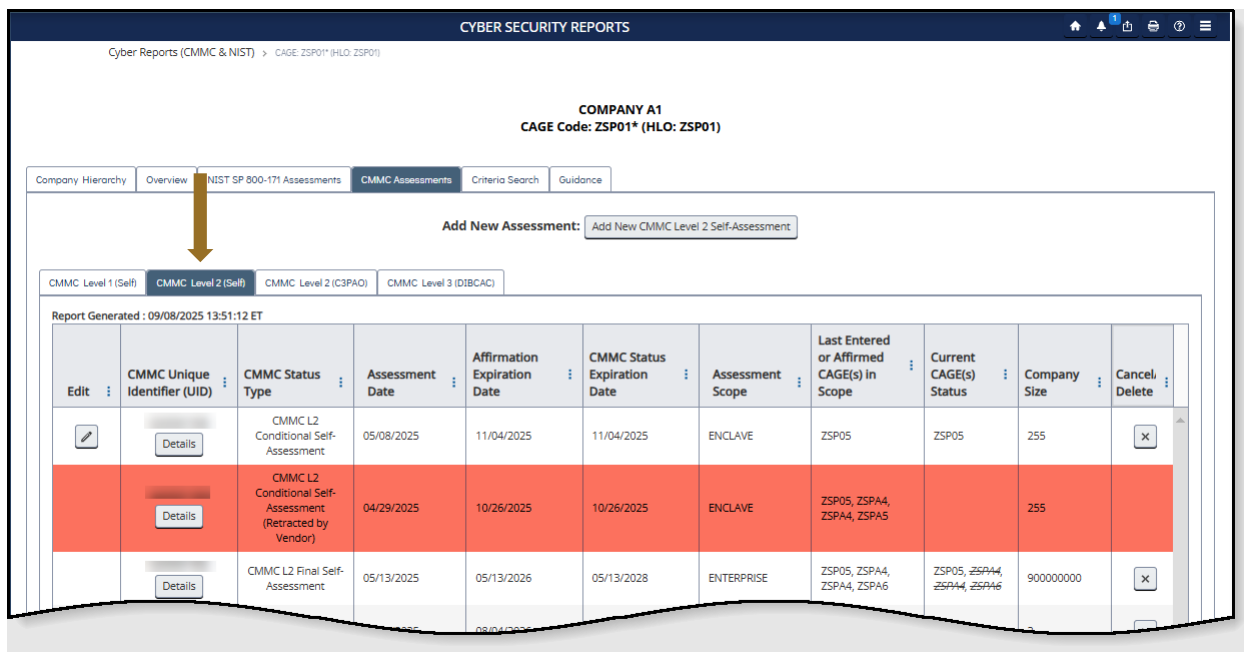 CYBER SECURITY REPORTS
1
Cyber Reports (CMMC & NIST) > CAGE: ZSP01* (HLO: ZSP01)
COMPANY A1
CAGE Code: ZSP01* (HLO: ZSP01)
Company Hierarchy Overview NIST SP 800-171 Assessments CMMC Assessments Criteria Search Guidance
Add New Assessment: Add New CMMC Level 2 Self-Assessment
CMMC Level 1 (Self) CMMC Level 2 (Self) CMMC Level 2 (C3PAO) CMMC Level 3 (DIBCAC)
Report Generated : 09/08/2025 13:51:12 ET
Edit
CMMC Unique
Identifier (UID)
CMMC Status
Type
Assessment
Date
Affirmation
Expiration
Date
CMMC Status
Expiration
Date
Assessment
Scope
Last Entered
or Affirmed
CAGE(s) in
Scope
Current
CAGE(s)
Status
Company
Size
Cancel/
Delete
Details
CMMC L2
Conditional Self-
Assessment
05/08/2025
11/04/2025
11/04/2025
ENCLAVE
ZSP05
ZSP05
255
Details
CMMC L2
Conditional Self-
Assessment
(Retracted by
Vendor)
04/29/2025
10/26/2025
10/26/2025
ENCLAVE
ZSP05, ZSPA4,
ZSPA4, ZSPA5
255
Details
CMMC L2 Final Self-
Assessment
05/13/2025
05/13/2026
05/13/2028
ENTERPRISE
ZSP05, ZSPA4,
ZSPA4, ZSPA6
ZSP05, ZSPA4,
ZSPA4, ZSPA6
900000000